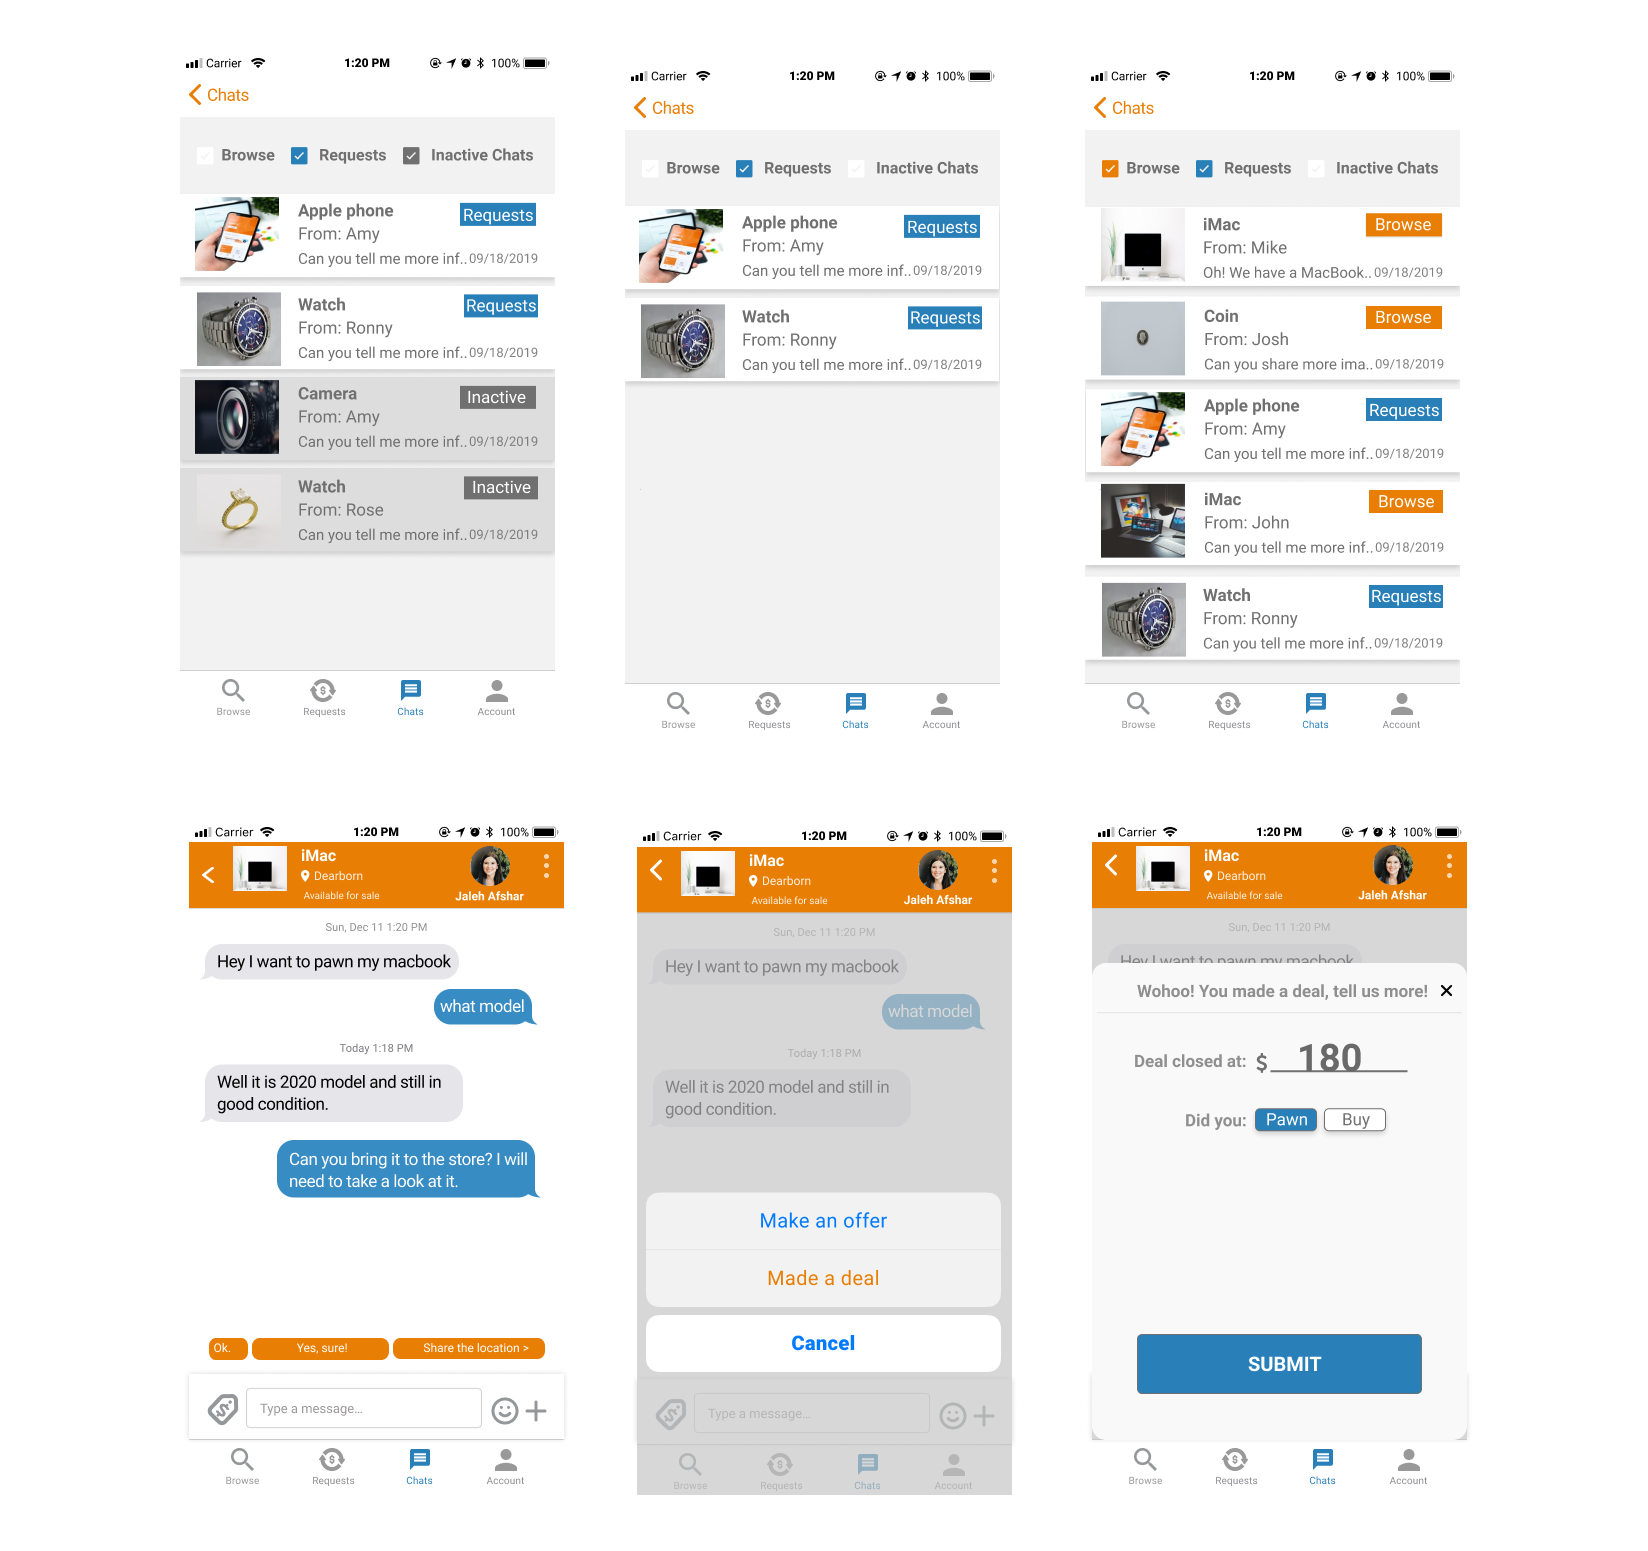 Carrier 1:20 PM 100%
Chats
Browse Requests Inactive Chats
Apple phone Requests
From: Amy
Can you tell me more inf.. 09/18/2019
Watch Requests
From: Ronny
Can you tell me more inf.. 09/18/2019
Camera Inactive
From: Amy
Can you tell me more inf.. 09/18/2019
Watch Inactive
From: Rose
Can you tell me more inf.. 09/18/2019
Browse Requests Chats Account
Carrier 1:20 PM 100%
Chats
Browse Requests Inactive Chats
Apple phone Requests
From: Amy
Can you tell me more inf.. 09/18/2019
Watch Requests
From: Ronny
Can you tell me more inf.. 09/18/2019
Browse Requests Chats Account
Carrier 1:20 PM 100%
Chats
Browse Requests Inactive Chats
iMac Browse
From: Mike
Oh! We have a MacBook.. 09/18/2019
Coin Browse
From: Josh
Can you share more ima.. 09/18/2019
Apple phone Requests
From: Amy
Can you tell me more inf.. 09/18/2019
iMac Browse
From: John
Can you tell me more inf.. 09/18/2019
Watch Requests
From: Ronny
Can you tell me more inf.. 09/18/2019
Browse Requests Chats Account
Carrier 1:20 PM 100%
iMac
Dearborn
Available for sale Jaleh Afshar
Sun, Dec 11 1:20 PM
Hey I want to pawn my macbook
what model
Today 1:18 PM
Well it is 2020 model and still in
good condition.
Can you bring it to the store? I will
need to take a look at it.
Ok. Yes, sure! Share the location >
Type a message...
Browse Requests Chats Account
Carrier 1:20 PM 100%
iMac
Dearborn
Available for sale Jaleh Afshar
Sun, Dec 11 1:20 PM
Hey I want to pawn my macbook
what model
Today 1:18 PM
Well it is 2020 model and still in
good condition.
Make an offer
Made a deal
Cancel
Type a message...
Browse Requests Chats Account
Carrier 1:20 PM 100%
iMac
Dearborn
Available for sale Jaleh Afshar
Sun, Dec 11 1:20 PM
Hey I want to pawn my macbook
Wohoo! You made a deal, tell us more!
Deal closed at: $ 180
Did you: Pawn Buy
SUBMIT
Browse Requests Chats Account